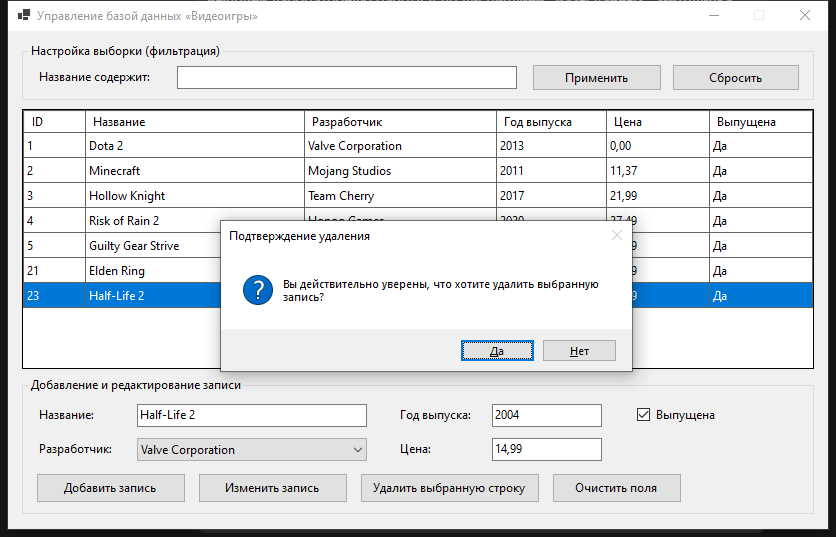 Управление базой данных «Видеоигры»
Настройка выборки (фильтрация)
Название содержит: Применить Сбросить
ID Название Разработчик Год выпуска Цена Выпущена
1 Dota 2 Valve Corporation 2013 0,00 Да
2 Minecraft Mojang Studios 2011 11,37 Да
3 Hollow Knight Team Cherry 2017 21,99 Да
4 Risk of Rain 2 Да
5 Guilty Gear Strive Да
21 Elden Ring Да
23 Half-Life 2 Да
Подтверждение удаления
Вы действительно уверены, что хотите удалить выбранную
запись?
Да Нет
Добавление и редактирование записи
Название: Half-Life 2 Год выпуска: 2004 Выпущена
Разработчик: Valve Corporation Цена: 14,99
Добавить запись Изменить запись Удалить выбранную строку Очистить поля